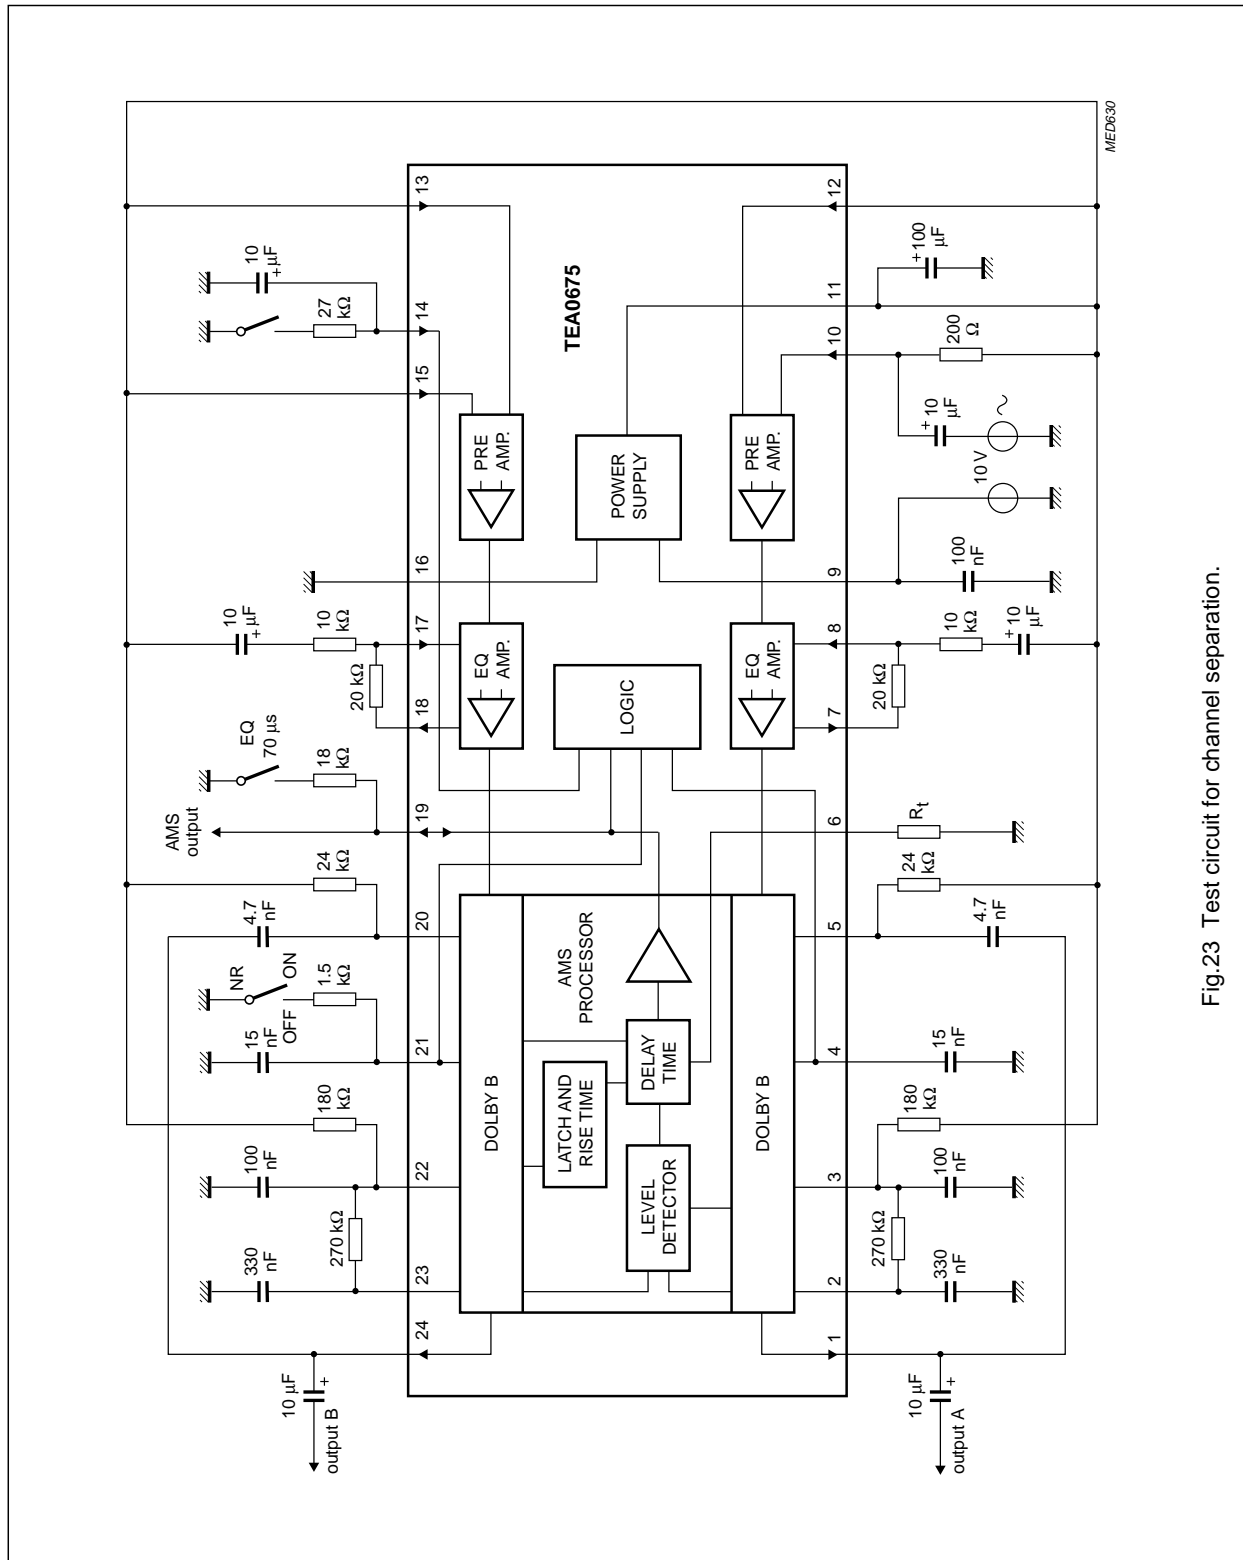 MED630
TEA0675
13
10
µF
+
27
kΩ
14
15
16
10
µF
+
10
kΩ
17
20 kΩ
18
EQ
70 µs
18
kΩ
AMS
output
19
24
kΩ
4.7
nF
20
NR
ON
OFF
1.5
kΩ
15
nF
21
180
kΩ
100
nF
22
270 kΩ
330
nF
23
24
10 µF
+
output B
PRE
AMP.
EQ
AMP.
POWER
SUPPLY
LOGIC
DOLBY B
AMS
PROCESSOR
LATCH AND
RISE TIME
DELAY
TIME
LEVEL
DETECTOR
DOLBY B
PRE
AMP.
EQ
AMP.
12
+
100
µF
11
10
200
Ω
+
10
µF
~
10 V
9
100
nF
8
10
kΩ
+
10
µF
20 kΩ
7
6
Rt
24
kΩ
5
4.7
nF
4
15
nF
180
kΩ
3
100
nF
270 kΩ
2
330
nF
1
10 µF
+
output A
Fig.23 Test circuit for channel separation.